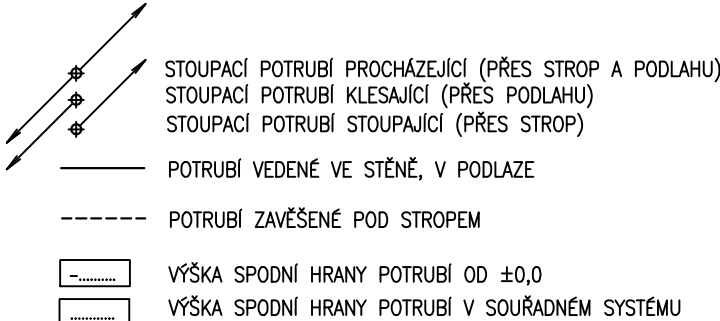 STOUPACÍ POTRUBÍ PROCHÁZEJÍCÍ (PŘES STROP A PODLAHU)
STOUPACÍ POTRUBÍ KLESAJÍCÍ (PŘES PODLAHU)
STOUPACÍ POTRUBÍ STOUPAJÍCÍ (PŘES STROP)
POTRUBÍ VEDENÉ VE STĚNĚ, V PODLAZE
POTRUBÍ ZAVĚŠENÉ POD STROPEM
–.......... VÝŠKA SPODNÍ HRANY POTRUBÍ OD ±0,0
............ VÝŠKA SPODNÍ HRANY POTRUBÍ V SOUŘADNÉM SYSTÉMU